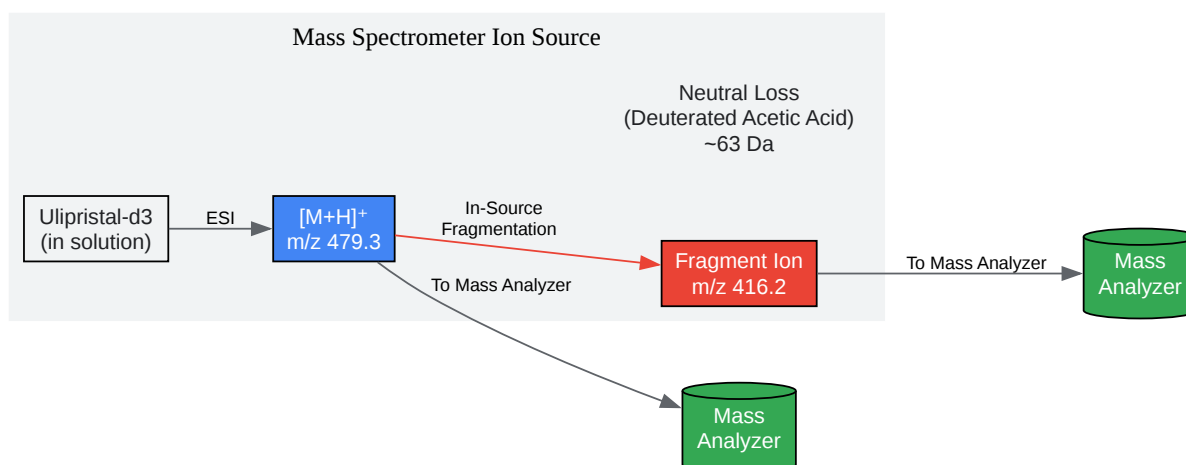 Mass Spectrometer Ion Source
Neutral Loss
(Deuterated Acetic Acid)
~63 Da
Ulipristal-d3
(in solution)
ESI
[M+H]⁺
m/z 479.3
In-Source
Fragmentation
To Mass Analyzer
Fragment Ion
m/z 416.2
To Mass Analyzer
Mass
Analyzer
Mass
Analyzer